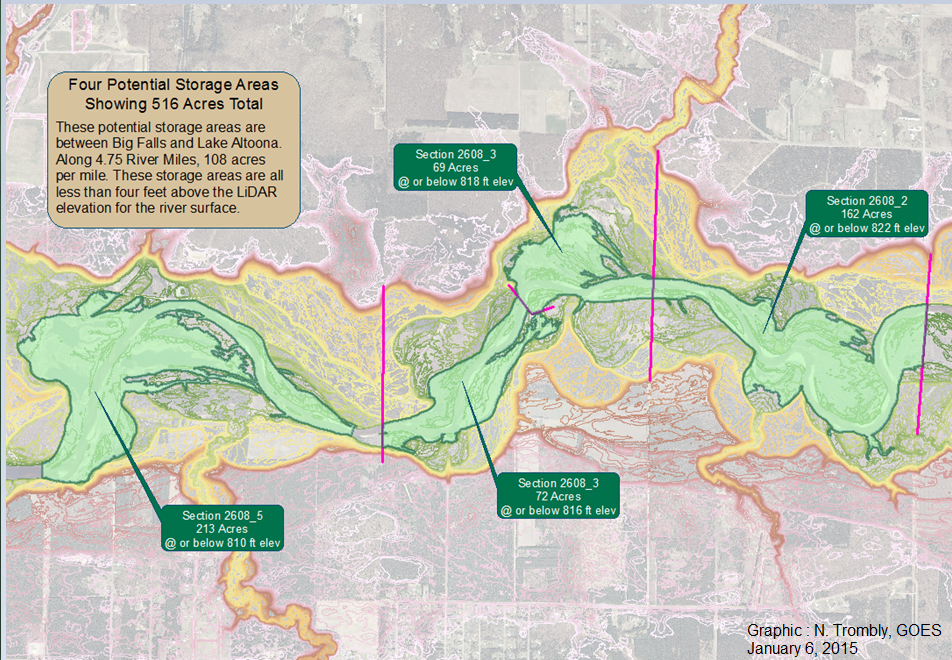 Four Potential Storage Areas
Showing 516 Acres Total
These potential storage areas are
between Big Falls and Lake Altoona.
Along 4.75 River Miles, 108 acres
per mile. These storage areas are all
less than four feet above the LiDAR
elevation for the river surface.
Section 2608_3
69 Acres
@ or below 818 ft elev
Section 2608_2
162 Acres
@ or below 822 ft elev
Section 2608_3
72 Acres
@ or below 816 ft elev
Section 2608_5
213 Acres
@ or below 810 ft elev
Graphic : N. Trombly, GOES
January 6, 2015